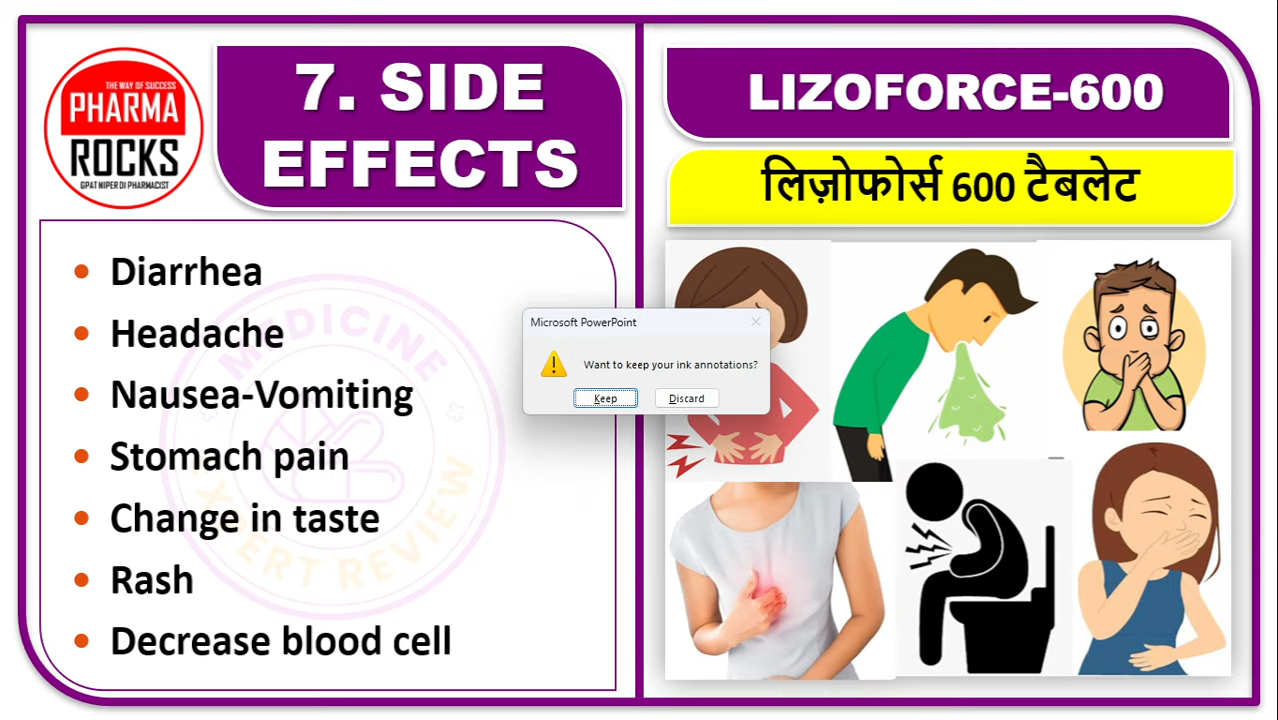 THE WAY OF SUCCESS
PHARMA
ROCKS
GPAT NIPER DI PHARMACIST
7. SIDE
EFFECTS
LIZOFORCE-600
लिज़ोफोर्स 600 टैबलेट
• Diarrhea
• Headache
• Nausea-Vomiting
• Stomach pain
• Change in taste
• Rash
• Decrease blood cell
MEDICINE
EXPERT REVIEW
Microsoft PowerPoint
Want to keep your ink annotations?
Keep
Discard